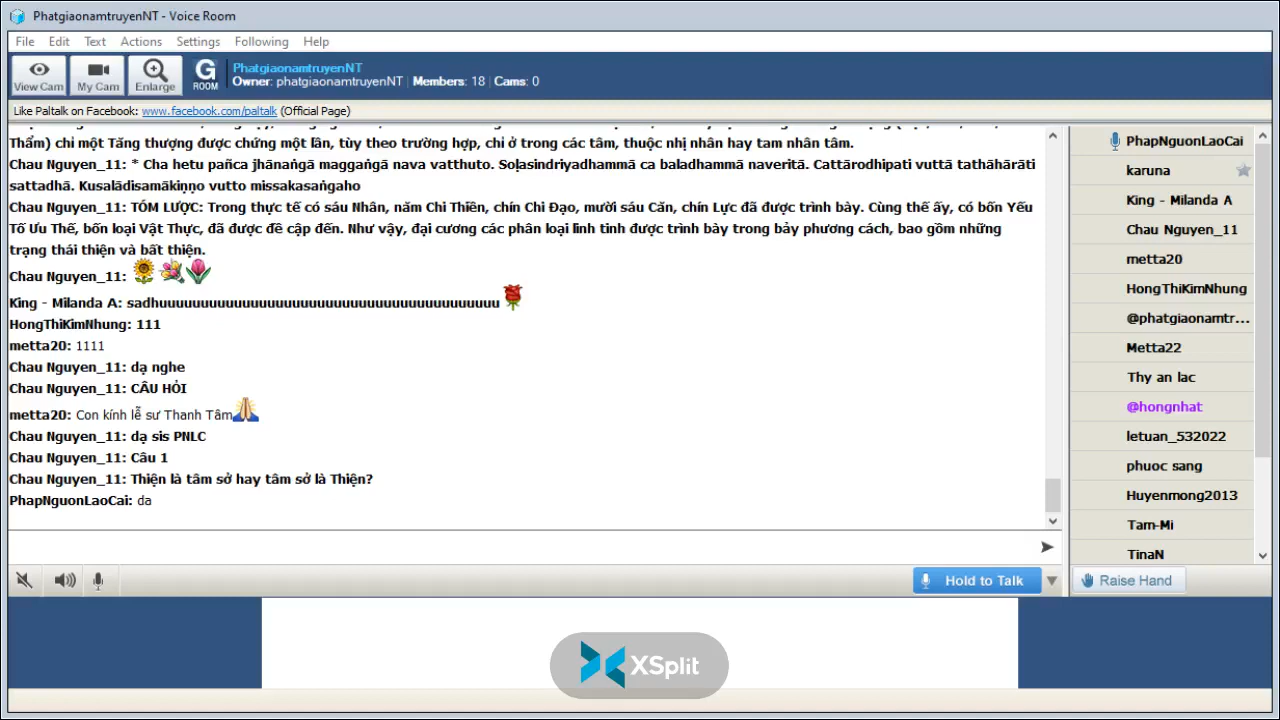 PhatgiaonamtruyenNT - Voice Room
File Edit Text Actions Settings Following Help
View Cam My Cam Enlarge G ROOM
PhatgiaonamtruyenNT
Owner: phatgiaonamtruyenNT Members: 18 Cams: 0
Like Paltalk on Facebook: www.facebook.com/paltalk (Official Page)
Thẩm) chỉ một Tăng thượng được chứng một lần, tùy theo trường hợp, chỉ ở trong các tâm, thuộc nhị nhân hay tam nhân tâm.
Chau Nguyen_11: * Cha hetu pañca jhānaṅgā maggaṅgā nava vatthuto. Soḷasindriyadhammā ca baladhammā naveritā. Cattārodhipati vuttā tathāhārāti
sattadhā. Kusalādisamākiṇṇo vutto missakasaṅgaho
Chau Nguyen_11: TÓM LƯỢC: Trong thực tế có sáu Nhân, năm Chi Thiền, chín Chi Đạo, mười sáu Căn, chín Lực đã được trình bày. Cùng thế ấy, có bốn Yếu
Tố Ưu Thế, bốn loại Vật Thực, đã được đề cập đến. Như vậy, đại cương các phân loại linh tinh được trình bày trong bảy phương cách, bao gồm những
trạng thái thiện và bất thiện.
Chau Nguyen_11:
King - Milanda A: sadhuuuuuuuuuuuuuuuuuuuuuuuuuuuuuuuuuuuuuuuuu
HongThiKimNhung: 111
metta20: 1111
Chau Nguyen_11: dạ nghe
Chau Nguyen_11: CÂU HỎI
metta20: Con kính lễ sư Thanh Tâm
Chau Nguyen_11: dạ sis PNLC
Chau Nguyen_11: Câu 1
Chau Nguyen_11: Thiện là tâm sở hay tâm sở là Thiện?
PhapNguonLaoCai: da
PhapNguonLaoCai
karuna
King - Milanda A
Chau Nguyen_11
metta20
HongThiKimNhung
@phatgiaonamtr...
Metta22
Thy an lac
@hongnhat
letuan_532022
phuoc sang
Huyenmong2013
Tam-Mi
TinaN
Hold to Talk
Raise Hand
XSplit